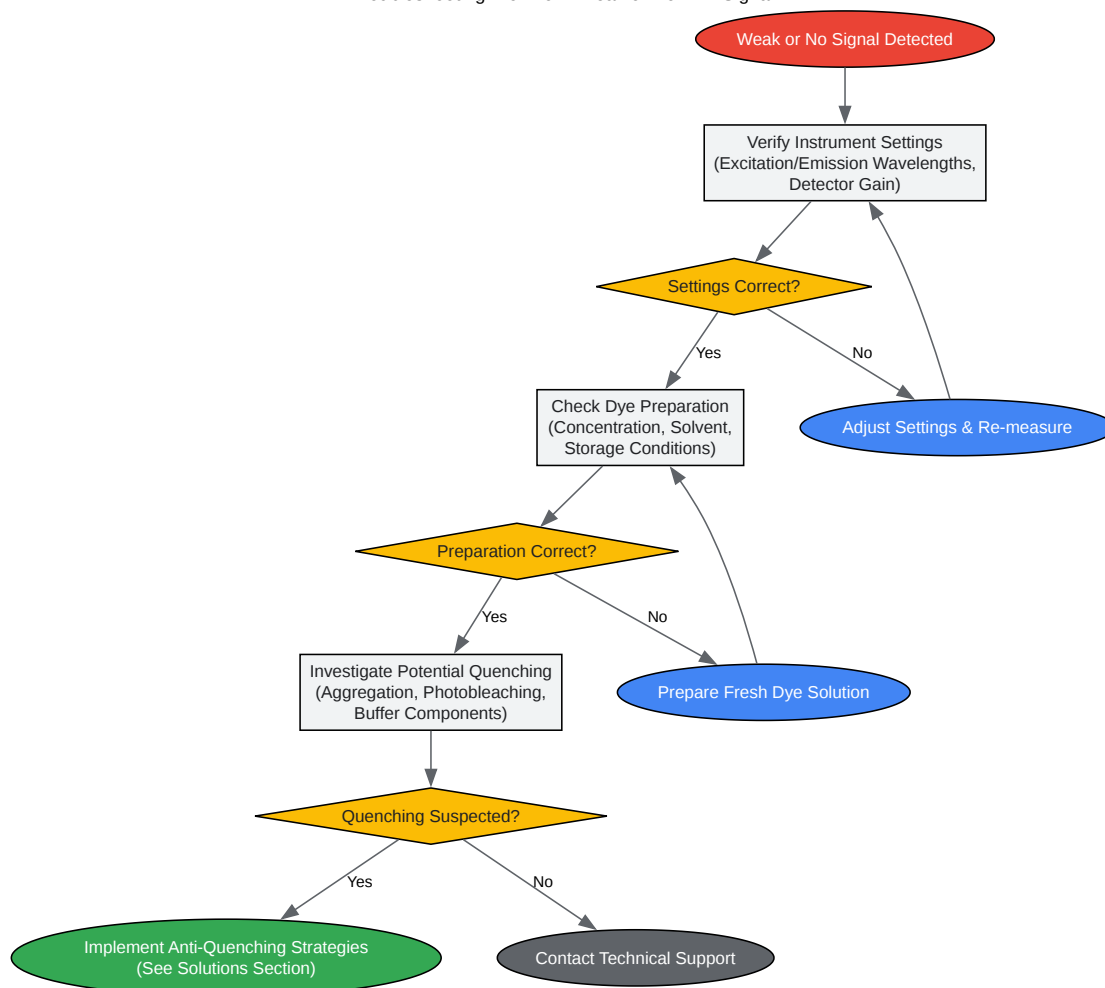 Weak or No Signal Detected
Verify Instrument Settings
(Excitation/Emission Wavelengths,
Detector Gain)
Settings Correct?
Yes
No
Check Dye Preparation
(Concentration, Solvent,
Storage Conditions)
Adjust Settings & Re-measure
Preparation Correct?
Yes
No
Investigate Potential Quenching
(Aggregation, Photobleaching,
Buffer Components)
Prepare Fresh Dye Solution
Quenching Suspected?
Yes
No
Implement Anti-Quenching Strategies
(See Solutions Section)
Contact Technical Support